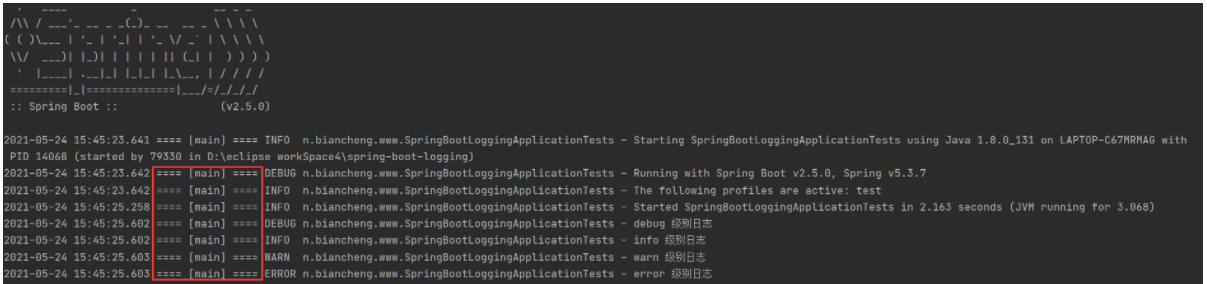 .   ____          _            __ _ _
 /\\ / ___'_ __ _ _(_)_ __  __ _ \ \ \ \
( ( )\___ | '_ | '_| | '_ \/ _` | \ \ \ \
 \\/  ___)| |_)| | | | | || (_| |  ) ) ) )
  '  |____| .__|_| |_|_| |_\__, | / / / /
 =========|_|==============|___/=/_/_/_/
 :: Spring Boot ::                (v2.5.0)
2021-05-24 15:45:23.641 ==== [main] ==== INFO  n.biancheng.www.SpringBootLoggingApplicationTests - Starting SpringBootLoggingApplicationTests using Java 1.8.0_131 on LAPTOP-C67MRMAG with
 PID 14068 (started by 79330 in D:\eclipse workSpace4\spring-boot-logging)
2021-05-24 15:45:23.642 ==== [main] ==== DEBUG n.biancheng.www.SpringBootLoggingApplicationTests - Running with Spring Boot v2.5.0, Spring v5.3.7
2021-05-24 15:45:23.642 ==== [main] ==== INFO  n.biancheng.www.SpringBootLoggingApplicationTests - The following profiles are active: test
2021-05-24 15:45:25.258 ==== [main] ==== INFO  n.biancheng.www.SpringBootLoggingApplicationTests - Started SpringBootLoggingApplicationTests in 2.163 seconds (JVM running for 3.068)
2021-05-24 15:45:25.602 ==== [main] ==== DEBUG n.biancheng.www.SpringBootLoggingApplicationTests - debug 级别日志
2021-05-24 15:45:25.602 ==== [main] ==== INFO  n.biancheng.www.SpringBootLoggingApplicationTests - info 级别日志
2021-05-24 15:45:25.603 ==== [main] ==== WARN  n.biancheng.www.SpringBootLoggingApplicationTests - warn 级别日志
2021-05-24 15:45:25.603 ==== [main] ==== ERROR n.biancheng.www.SpringBootLoggingApplicationTests - error 级别日志